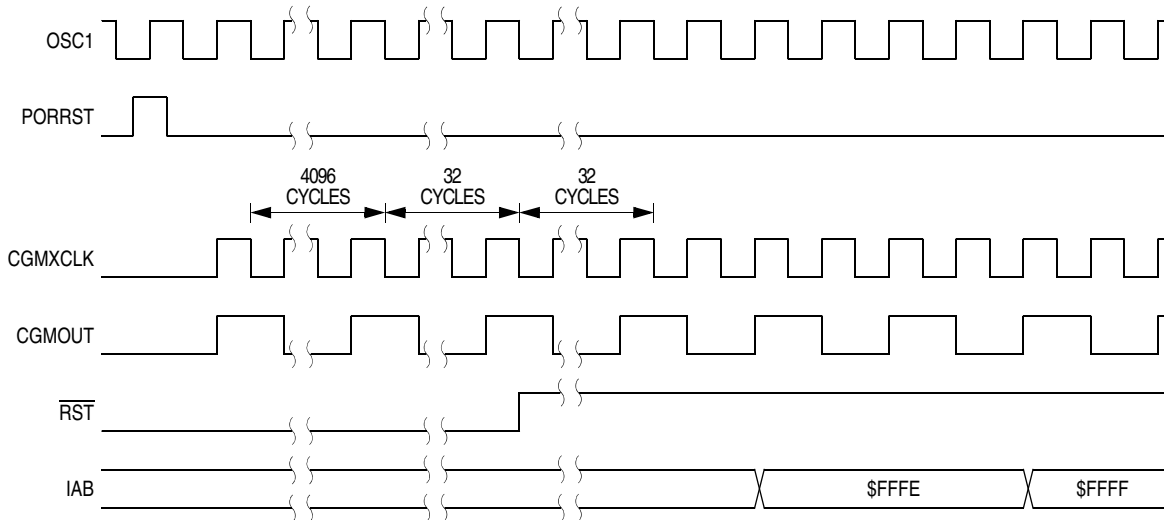 OSC1
PORRST
4096
CYCLES
32
CYCLES
32
CYCLES
CGMXCLK
CGMOUT
RST
IAB
$FFFE
$FFFF